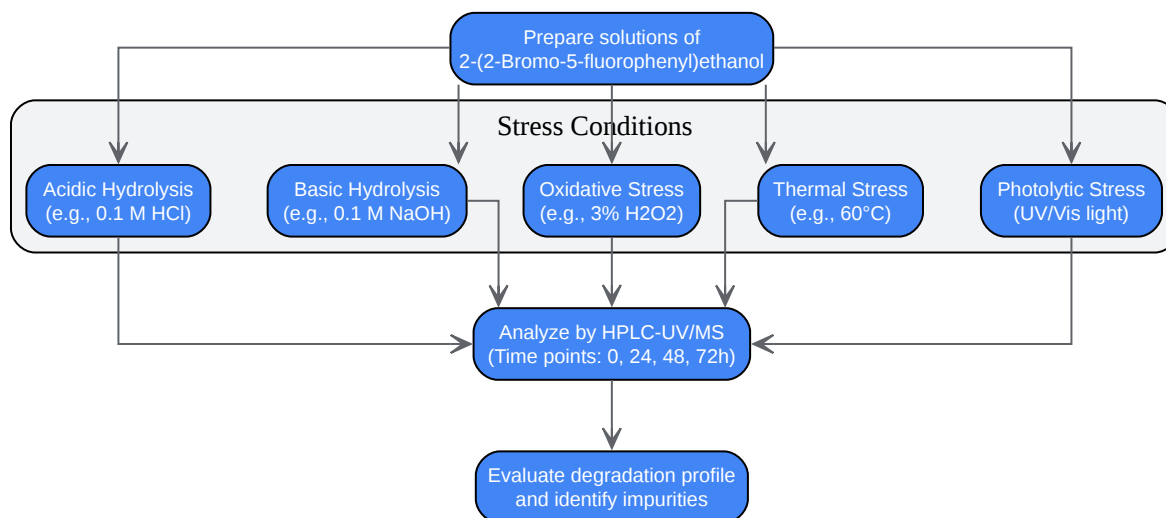 Prepare solutions of
2-(2-Bromo-5-fluorophenyl)ethanol
Stress Conditions
Acidic Hydrolysis
(e.g., 0.1 M HCl)
Basic Hydrolysis
(e.g., 0.1 M NaOH)
Oxidative Stress
(e.g., 3% H2O2)
Thermal Stress
(e.g., 60°C)
Photolytic Stress
(UV/Vis light)
Analyze by HPLC-UV/MS
(Time points: 0, 24, 48, 72h)
Evaluate degradation profile
and identify impurities